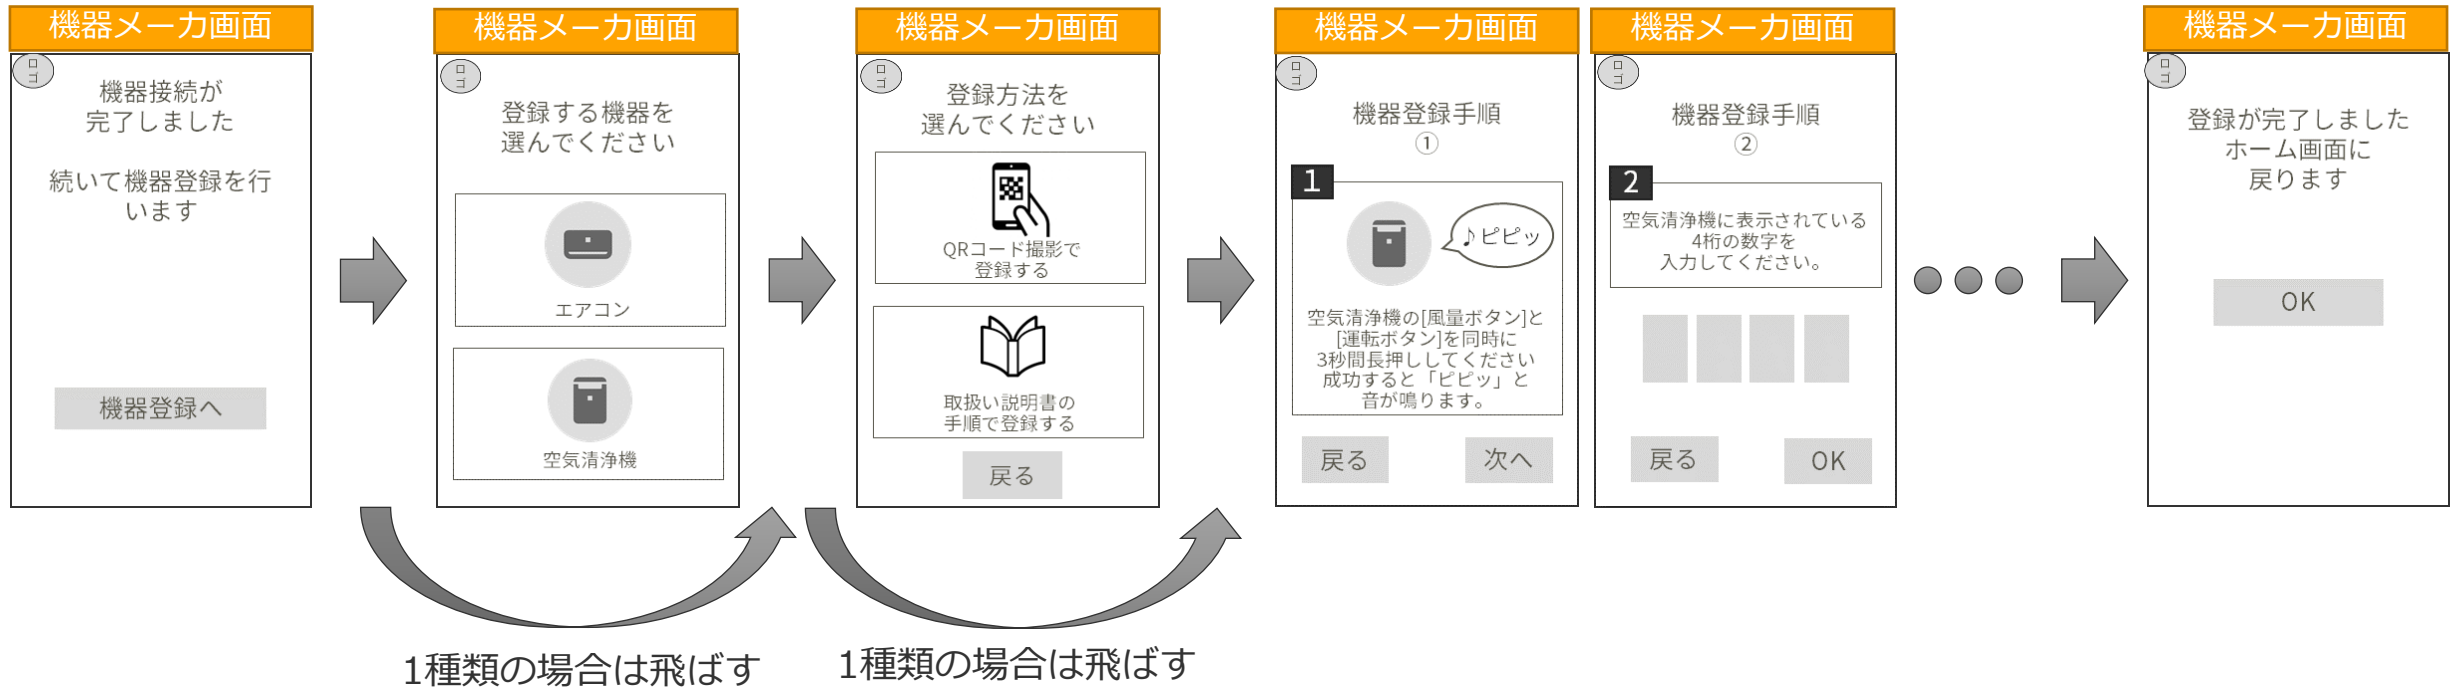 機器メーカ画面
ロゴ
機器接続が
完了しました
続いて機器登録を行
います
機器登録へ
機器メーカ画面
ロゴ
登録する機器を
選んでください
エアコン
空気清浄機
機器メーカ画面
ロゴ
登録方法を
選んでください
QRコード撮影で
登録する
取扱い説明書の
手順で登録する
戻る
機器メーカ画面
ロゴ
機器登録手順
①
1
♪ピピッ
空気清浄機の[風量ボタン]と
[運転ボタン]を同時に
3秒間長押ししてください
成功すると「ピピッ」と
音が鳴ります。
戻る
次へ
機器メーカ画面
ロゴ
機器登録手順
②
2
空気清浄機に表示されている
4桁の数字を
入力してください。
戻る
OK
機器メーカ画面
ロゴ
登録が完了しました
ホーム画面に
戻ります
OK
1種類の場合は飛ばす
1種類の場合は飛ばす